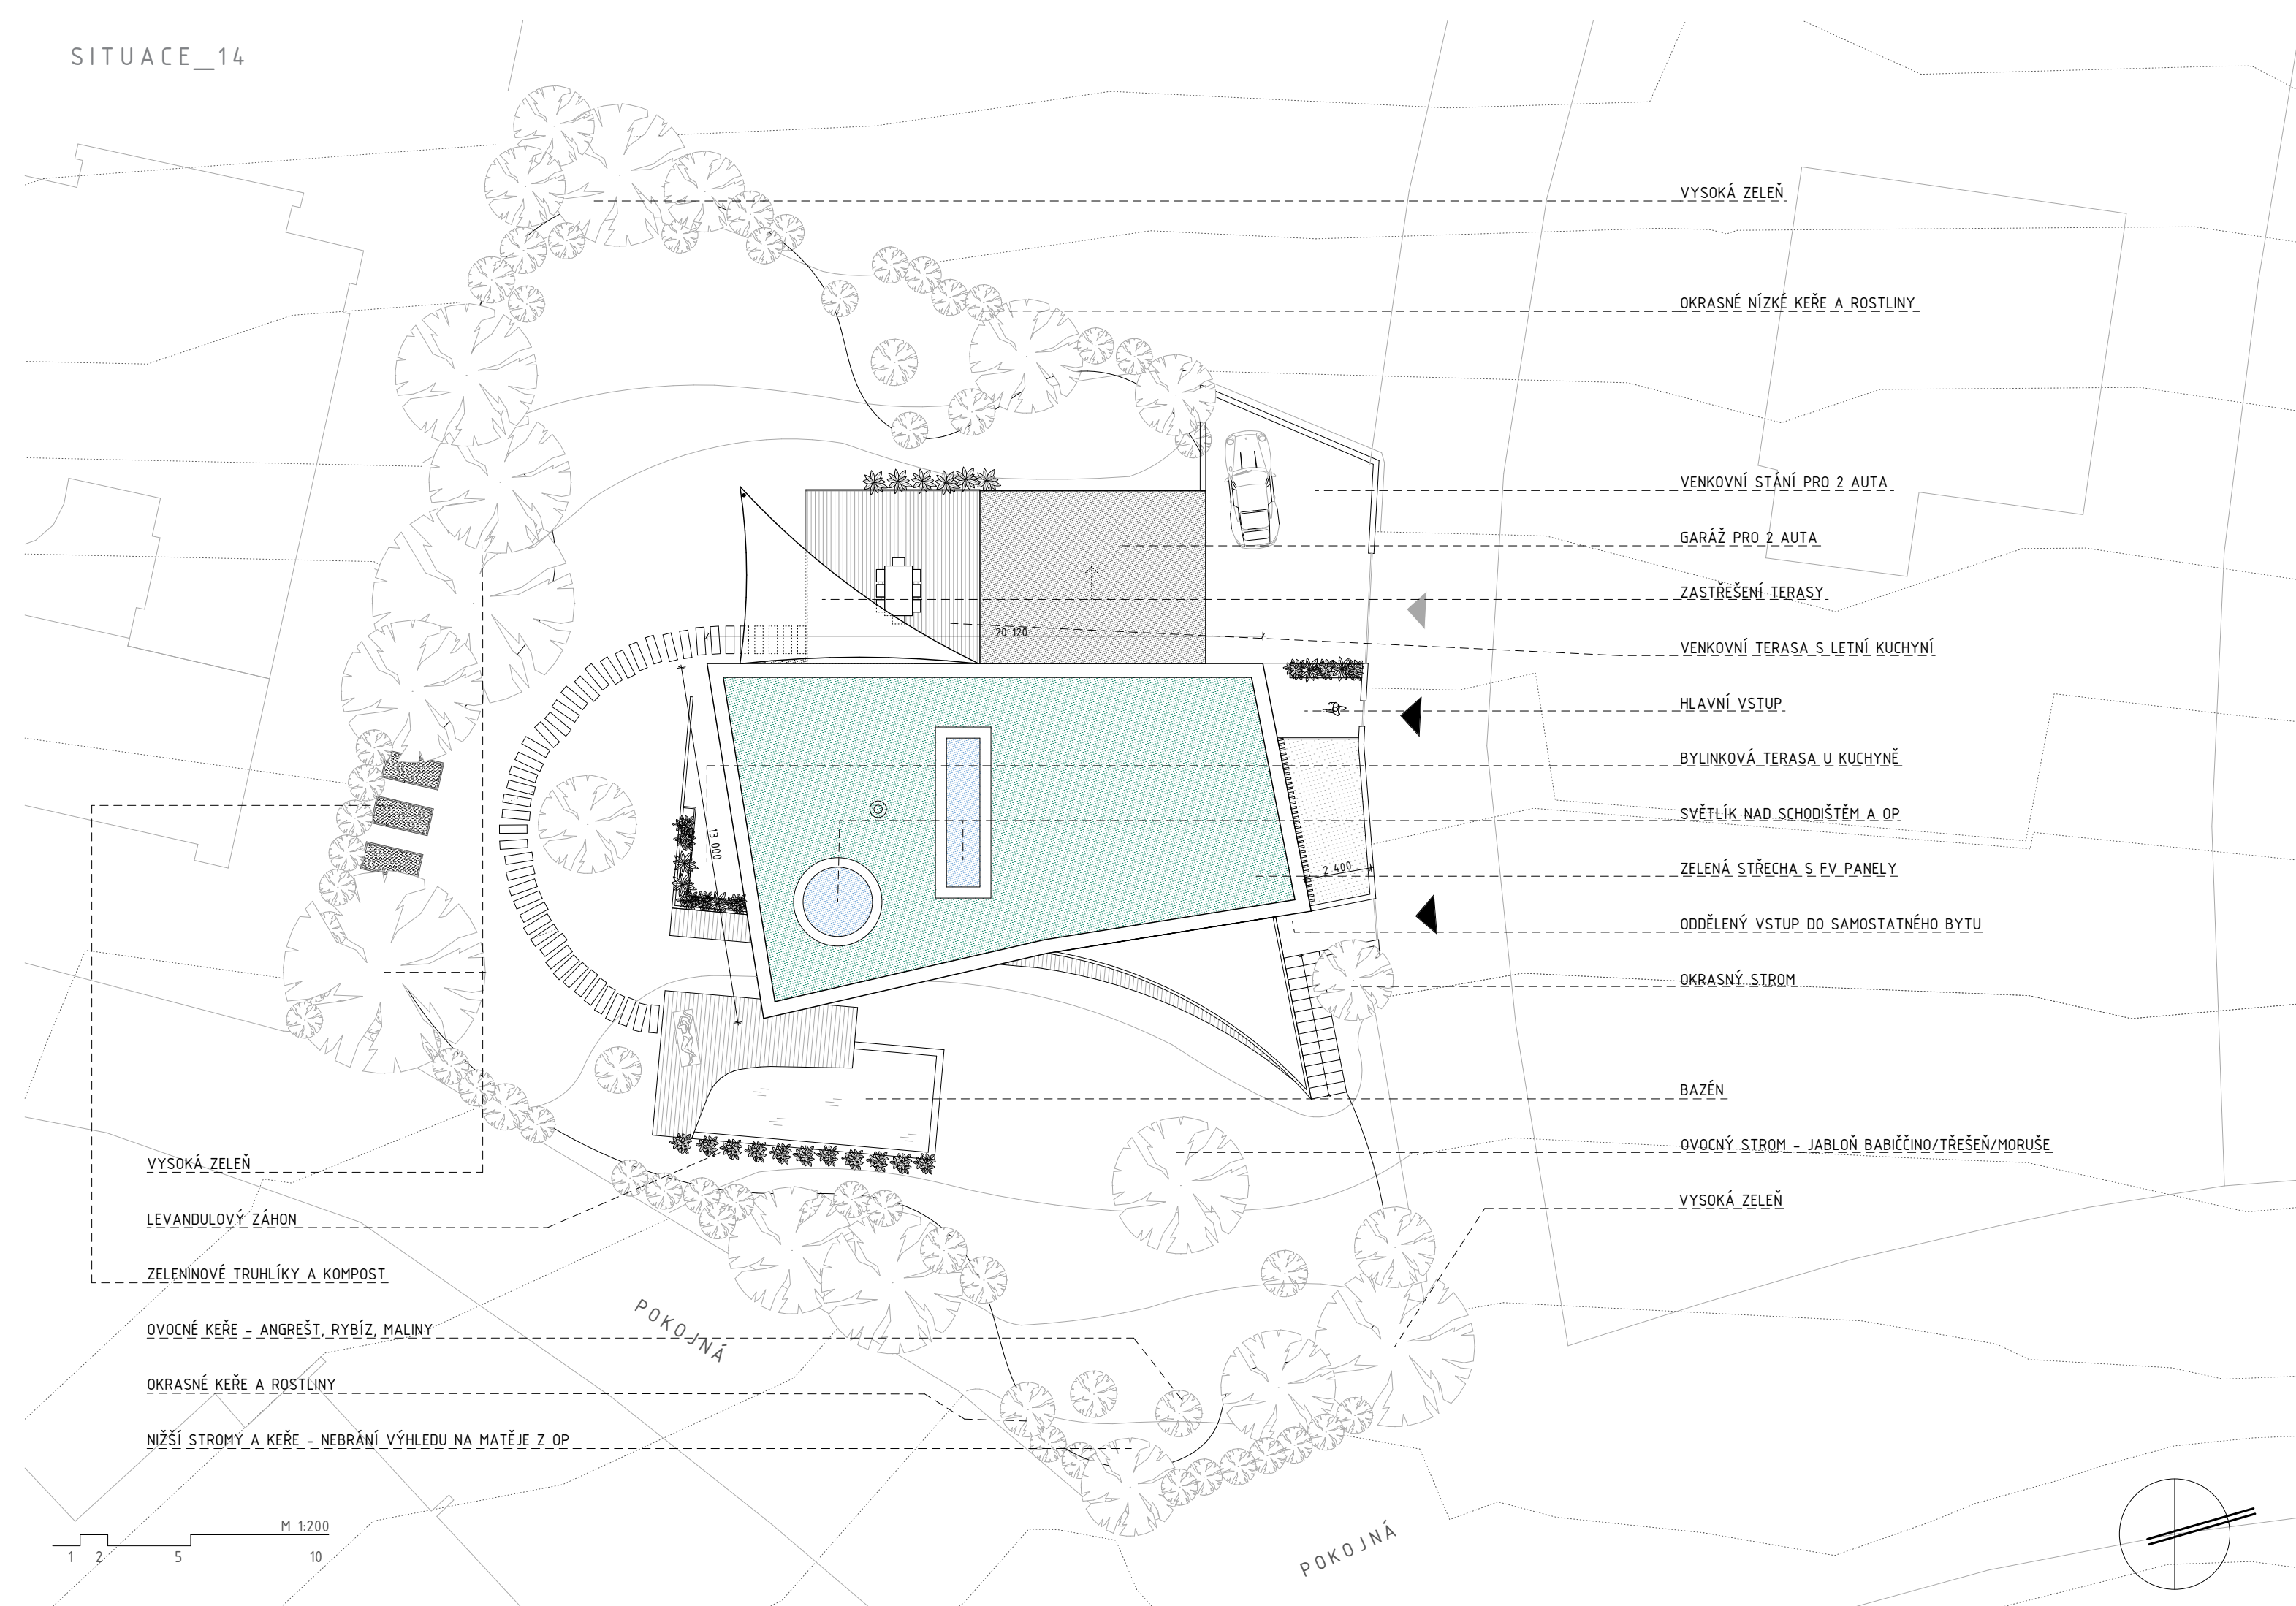 SITUACE_14
VYSOKÁ ZELEŇ
OKRASNÉ NÍZKÉ KEŘE A ROSTLINY
VENKOVNÍ STÁNÍ PRO 2 AUTA
GARÁŽ PRO 2 AUTA
ZASTŘEŠENÍ TERASY
20 120
VENKOVNÍ TERASA S LETNÍ KUCHYNÍ
HLAVNÍ VSTUP
BYLINKOVÁ TERASA U KUCHYNĚ
SVĚTLÍK NAD SCHODIŠTĚM A OP
13 000
2 400
ZELENÁ STŘECHA S FV PANELY
ODDĚLENÝ VSTUP DO SAMOSTATNÉHO BYTU
OKRASNÝ STROM
BAZÉN
OVOCNÝ STROM - JABLOŇ BABIČČINO/TŘEŠEŇ/MORUŠE
VYSOKÁ ZELEŇ
VYSOKÁ ZELEŇ
LEVANDULOVÝ ZÁHON
ZELENINOVÉ TRUHLÍKY A KOMPOST
OVOCNÉ KEŘE - ANGREŠT, RYBÍZ, MALINY
POKOJNÁ
OKRASNÉ KEŘE A ROSTLINY
NIŽŠÍ STROMY A KEŘE - NEBRÁNÍ VÝHLEDU NA MATĚJE Z OP
M 1:200
1 2 5 10
POKOJNÁ